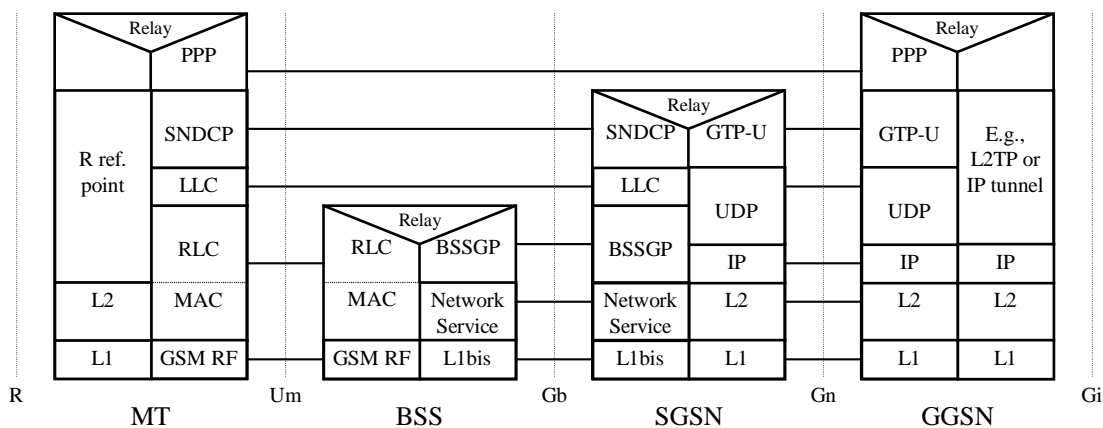 Relay
PPP
Relay
PPP
Relay
SNDCP
SNDCP
GTP-U
GTP-U
E.g.,
L2TP or
IP tunnel
R ref.
point
LLC
LLC
UDP
UDP
Relay
RLC
RLC
BSSGP
BSSGP
IP
IP
IP
L2
MAC
MAC
Network
Service
Network
Service
L2
L2
L2
L1
GSM RF
GSM RF
L1bis
L1bis
L1
L1
L1
R
Um
Gb
Gn
Gi
MT
BSS
SGSN
GGSN